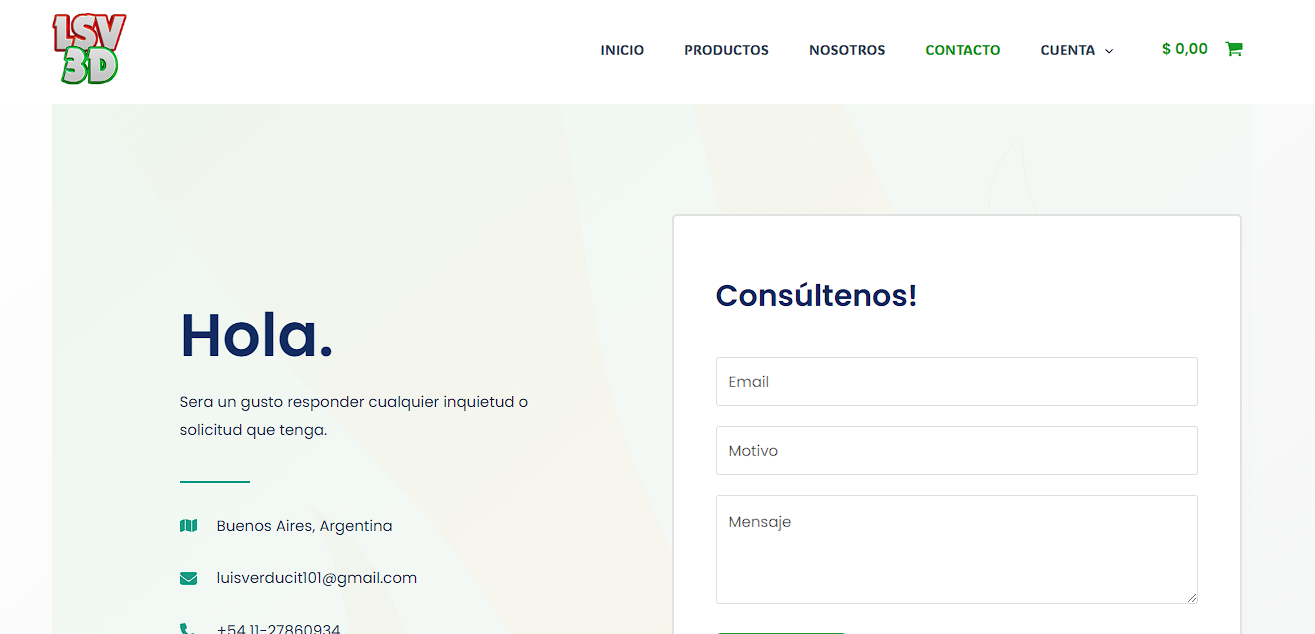 LSV
3D
INICIO
PRODUCTOS
NOSOTROS
CONTACTO
CUENTA
$ 0,00
Hola.
Sera un gusto responder cualquier inquietud o
solicitud que tenga.
Buenos Aires, Argentina
luisverducit101@gmail.com
+54 11-27860934
Consúltenos!
Email
Motivo
Mensaje